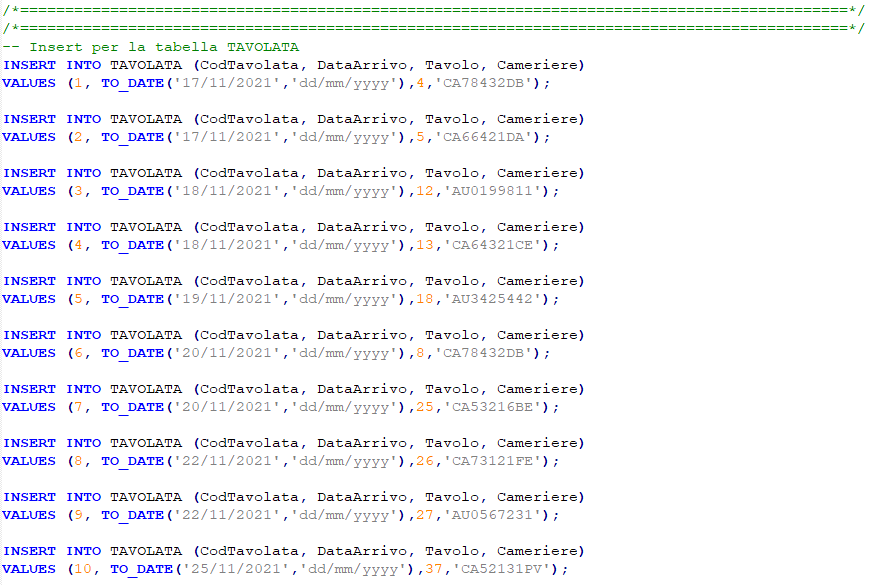 /*============================================================================================*/
/*============================================================================================*/
-- Insert per la tabella TAVOLATA
INSERT INTO TAVOLATA (CodTavolata, DataArrivo, Tavolo, Cameriere)
VALUES (1, TO_DATE('17/11/2021','dd/mm/yyyy'),4,'CA78432DB');
INSERT INTO TAVOLATA (CodTavolata, DataArrivo, Tavolo, Cameriere)
VALUES (2, TO_DATE('17/11/2021','dd/mm/yyyy'),5,'CA66421DA');
INSERT INTO TAVOLATA (CodTavolata, DataArrivo, Tavolo, Cameriere)
VALUES (3, TO_DATE('18/11/2021','dd/mm/yyyy'),12,'AU0199811');
INSERT INTO TAVOLATA (CodTavolata, DataArrivo, Tavolo, Cameriere)
VALUES (4, TO_DATE('18/11/2021','dd/mm/yyyy'),13,'CA64321CE');
INSERT INTO TAVOLATA (CodTavolata, DataArrivo, Tavolo, Cameriere)
VALUES (5, TO_DATE('19/11/2021','dd/mm/yyyy'),18,'AU3425442');
INSERT INTO TAVOLATA (CodTavolata, DataArrivo, Tavolo, Cameriere)
VALUES (6, TO_DATE('20/11/2021','dd/mm/yyyy'),8,'CA78432DB');
INSERT INTO TAVOLATA (CodTavolata, DataArrivo, Tavolo, Cameriere)
VALUES (7, TO_DATE('20/11/2021','dd/mm/yyyy'),25,'CA53216BE');
INSERT INTO TAVOLATA (CodTavolata, DataArrivo, Tavolo, Cameriere)
VALUES (8, TO_DATE('22/11/2021','dd/mm/yyyy'),26,'CA73121FE');
INSERT INTO TAVOLATA (CodTavolata, DataArrivo, Tavolo, Cameriere)
VALUES (9, TO_DATE('22/11/2021','dd/mm/yyyy'),27,'AU0567231');
INSERT INTO TAVOLATA (CodTavolata, DataArrivo, Tavolo, Cameriere)
VALUES (10, TO_DATE('25/11/2021','dd/mm/yyyy'),37,'CA52131PV');